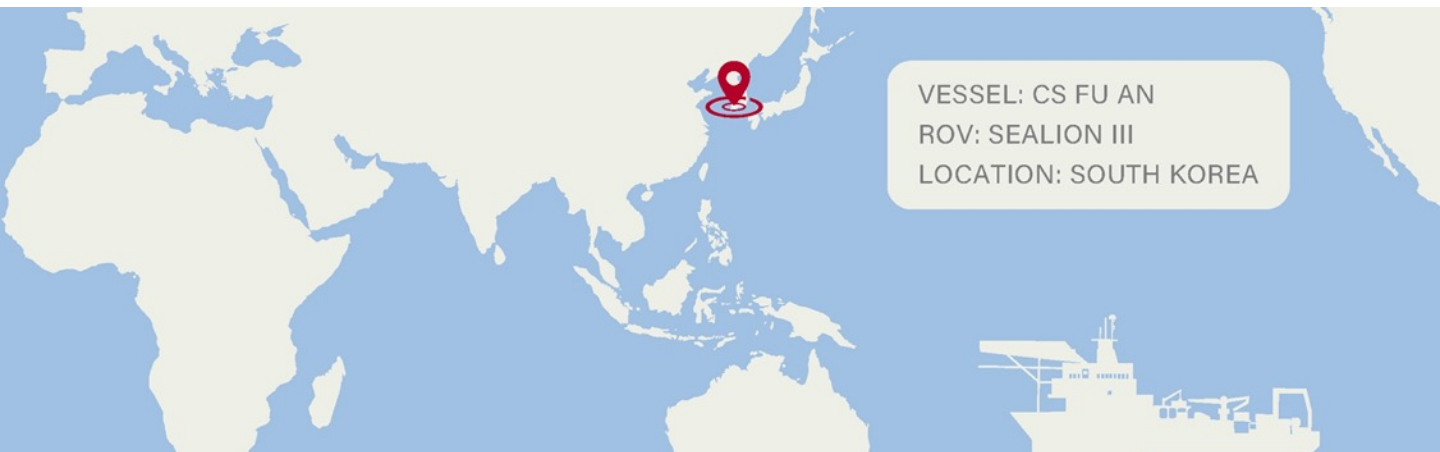 VESSEL: CS FU AN
ROV: SEALION III
LOCATION: SOUTH KOREA